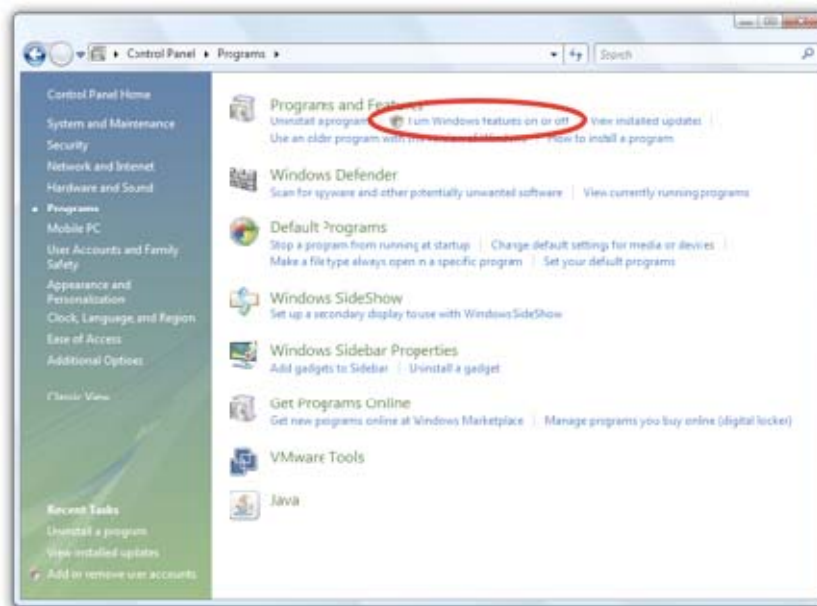 Control Panel ▸ Programs ▸
Search
Control Panel Home
System and Maintenance
Security
Network and Internet
Hardware and Sound
Programs
Mobile PC
User Accounts and Family
Safety
Appearance and
Personalization
Clock, Language, and Region
Ease of Access
Additional Options
Classic View
Recent Tasks
Uninstall a program
View installed updates
Add or remove user accounts
Programs and Features
Uninstall a program | Turn Windows features on or off | View installed updates |
Use an older program with this version of Windows | How to install a program
Windows Defender
Scan for spyware and other potentially unwanted software | View currently running programs
Default Programs
Stop a program from running at startup | Change default settings for media or devices |
Make a file type always open in a specific program | Set your default programs
Windows SideShow
Set up a secondary display to use with Windows SideShow
Windows Sidebar Properties
Add gadgets to Sidebar | Uninstall a gadget
Get Programs Online
Get new programs online at Windows Marketplace | Manage programs you buy online (digital locker)
VMware Tools
Java